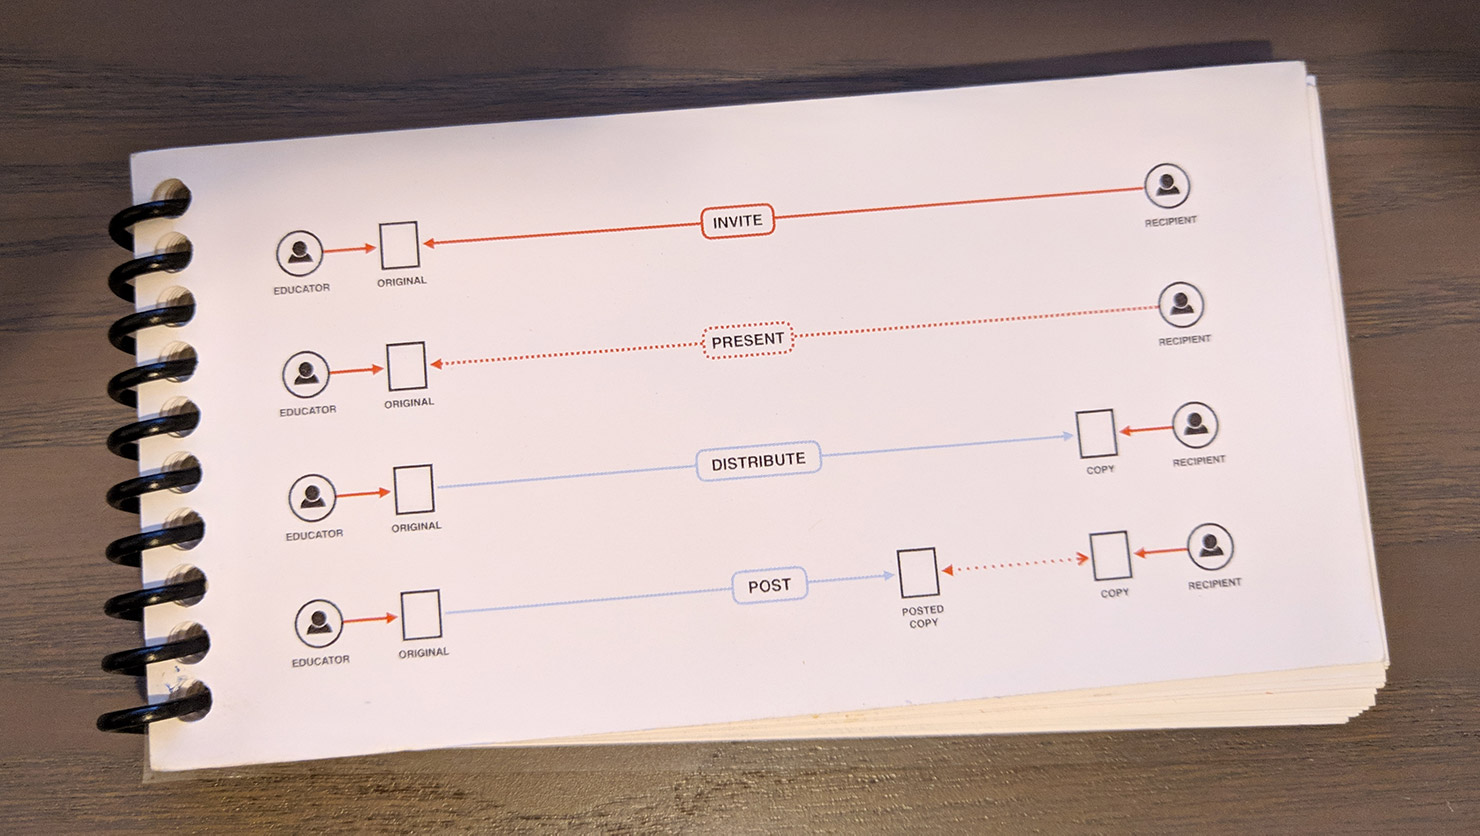 INVITE
RECIPIENT
EDUCATOR
ORIGINAL
PRESENT
RECIPIENT
EDUCATOR
ORIGINAL
DISTRIBUTE
COPY
RECIPIENT
EDUCATOR
ORIGINAL
POST
POSTED
COPY
COPY
RECIPIENT
EDUCATOR
ORIGINAL